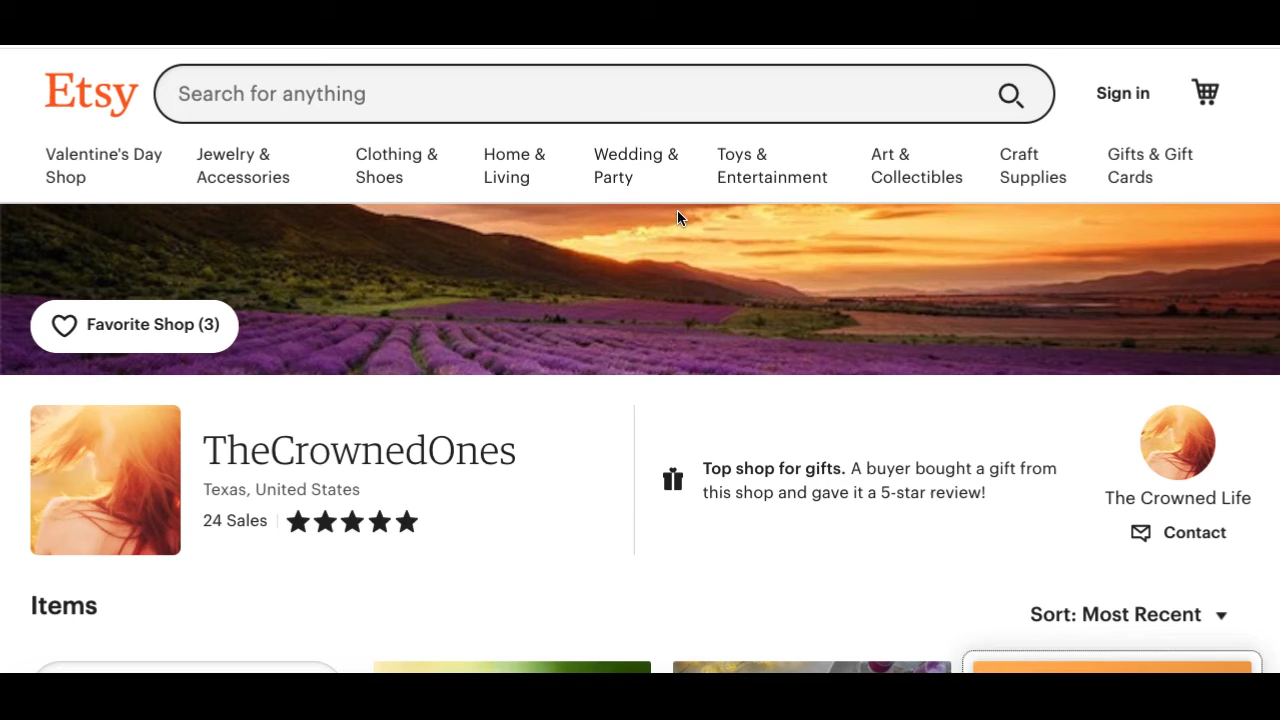 Etsy
Search for anything
Sign in
Valentine's Day
Shop
Jewelry &
Accessories
Clothing &
Shoes
Home &
Living
Wedding &
Party
Toys &
Entertainment
Art &
Collectibles
Craft
Supplies
Gifts & Gift
Cards
Favorite Shop (3)
TheCrownedOnes
Texas, United States
24 Sales
Top shop for gifts. A buyer bought a gift from
this shop and gave it a 5-star review!
The Crowned Life
Contact
Items
Sort: Most Recent